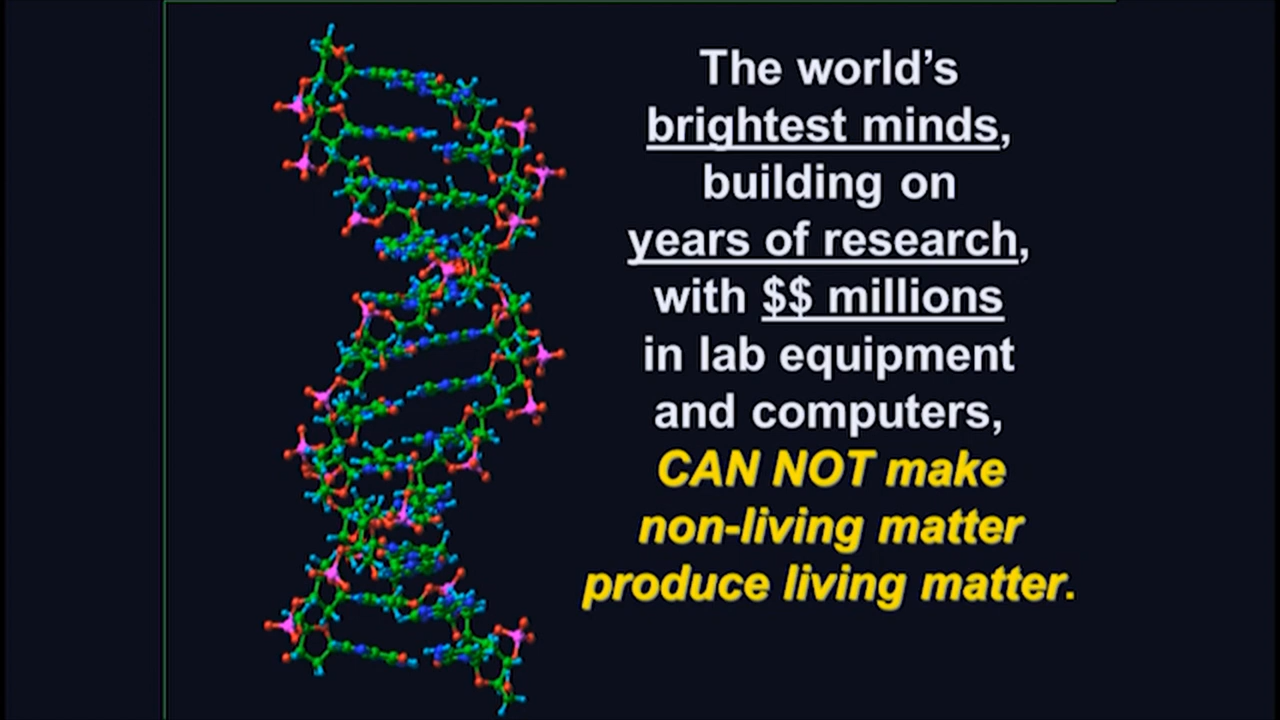 The world’s
brightest minds,
building on
years of research,
with $$ millions
in lab equipment
and computers,
CAN NOT make
non-living matter
produce living matter.